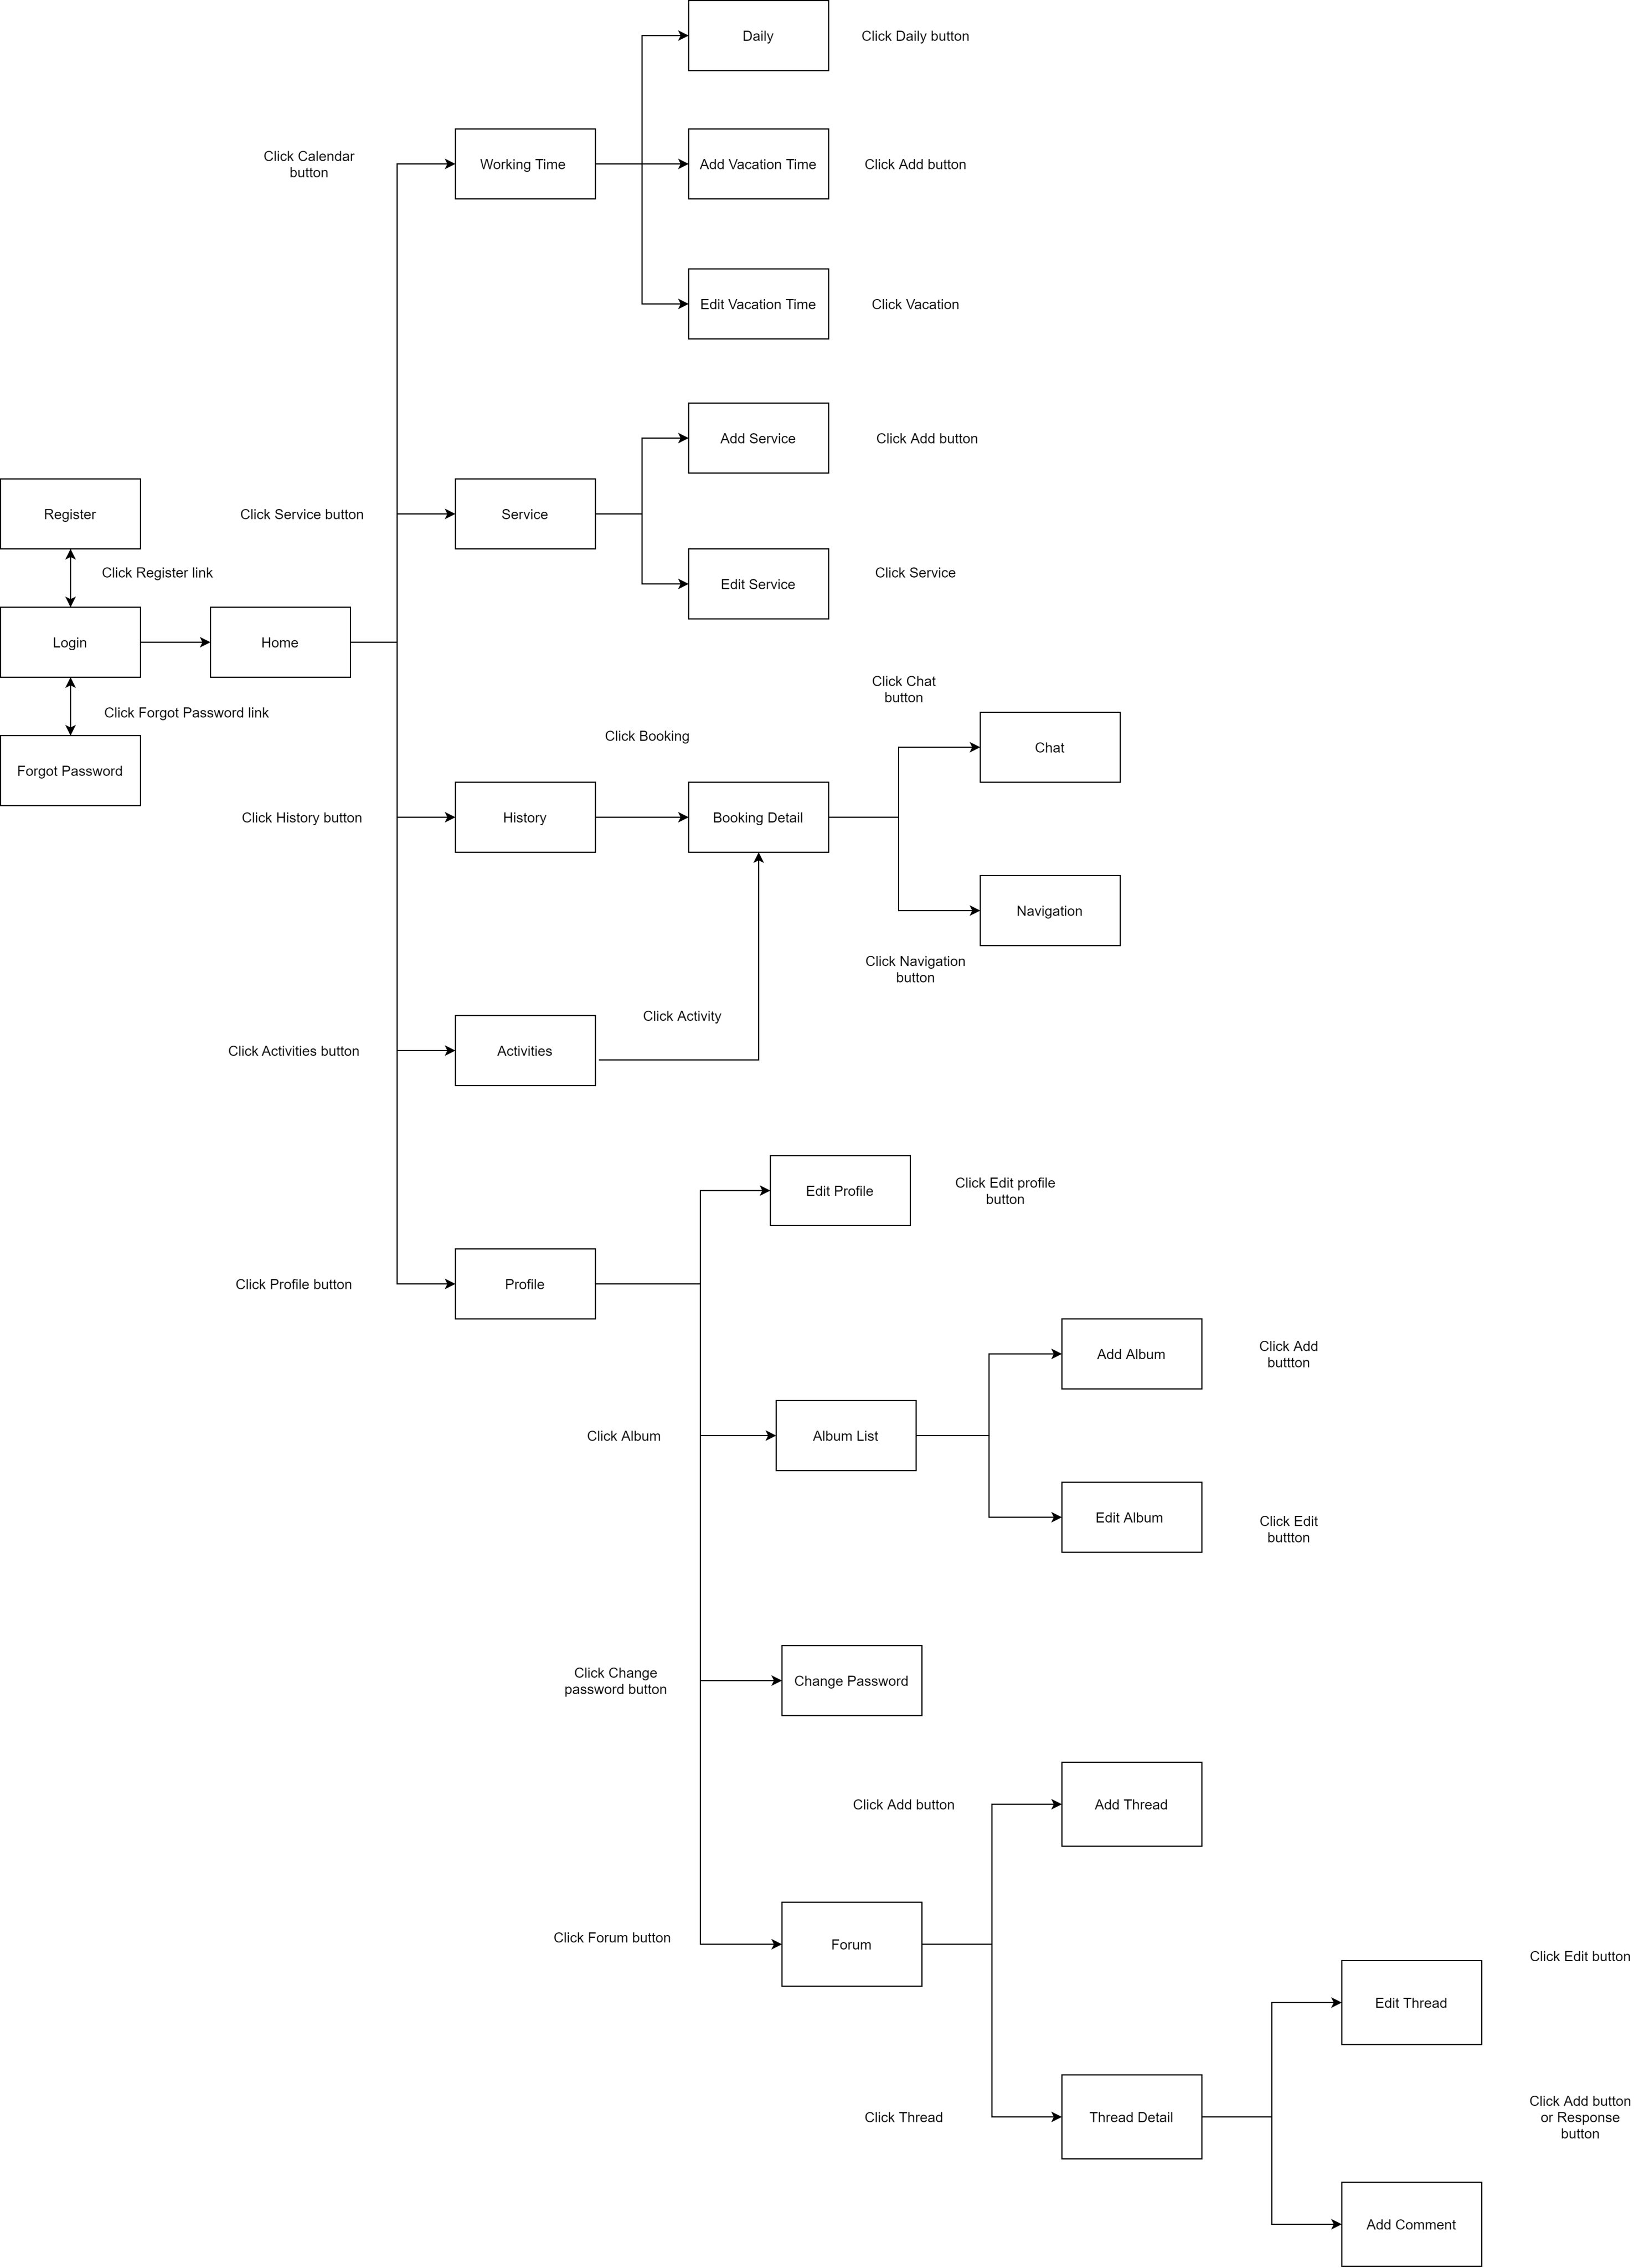 Daily
Click Daily button
Click Calendar
button
Working Time
Add Vacation Time
Click Add button
Edit Vacation Time
Click Vacation
Add Service
Click Add button
Register
Click Service button
Service
Click Register link
Edit Service
Click Service
Login
Home
Click Forgot Password link
Forgot Password
Click Chat
button
Click Booking
Chat
Click History button
History
Booking Detail
Navigation
Click Navigation
button
Click Activity
Click Activities button
Activities
Edit Profile
Click Edit profile
button
Click Profile button
Profile
Add Album
Click Add
buttton
Click Album
Album List
Edit Album
Click Edit
buttton
Click Change
password button
Change Password
Click Add button
Add Thread
Click Forum button
Forum
Click Edit button
Edit Thread
Click Thread
Thread Detail
Click Add button
or Response
button
Add Comment